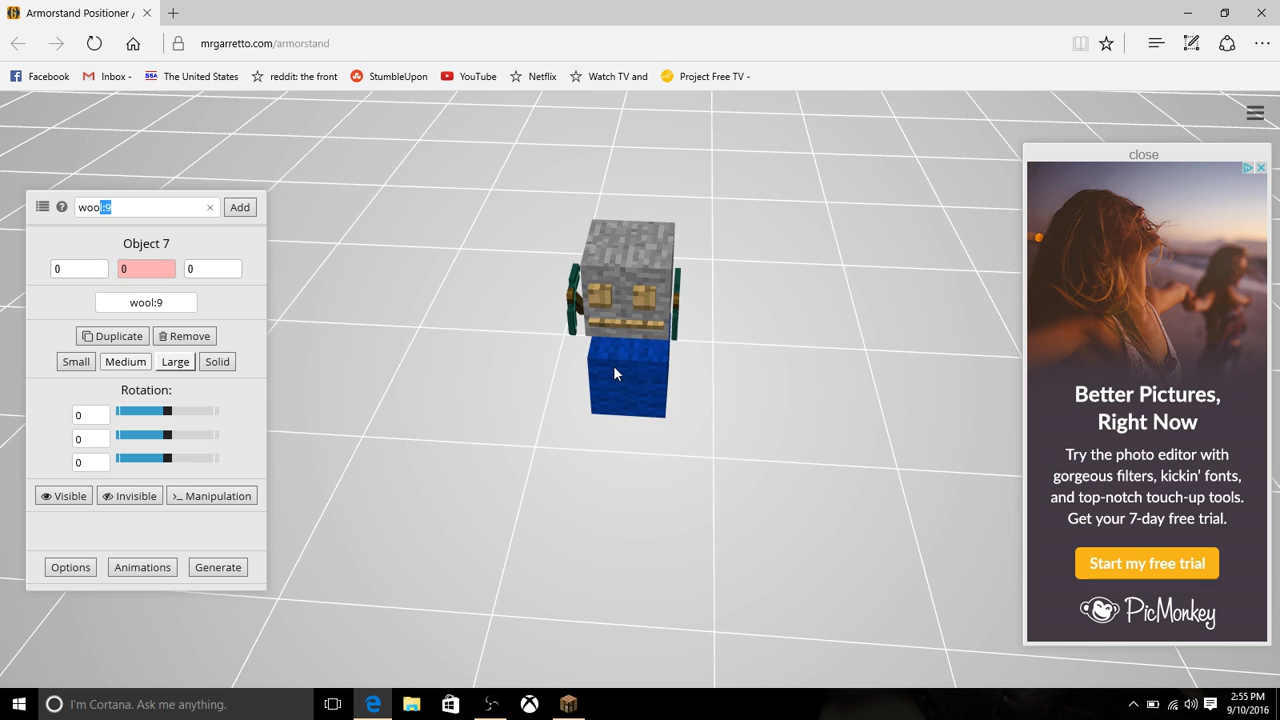 Armorstand Positioner /
mrgarretto.com/armorstand
Facebook
Inbox -
SSA
The United States
reddit: the front
StumbleUpon
YouTube
Netflix
Watch TV and
Project Free TV -
close
wool:9
Add
Object 7
0
0
0
wool:9
Duplicate
Remove
Small
Medium
Large
Solid
Rotation:
0
0
0
Visible
Invisible
>_ Manipulation
Options
Animations
Generate
Better Pictures,
Right Now
Try the photo editor with
gorgeous filters, kickin' fonts,
and top-notch touch-up tools.
Get your 7-day free trial.
Start my free trial
PicMonkey
I'm Cortana. Ask me anything.
2:55 PM
9/10/2016